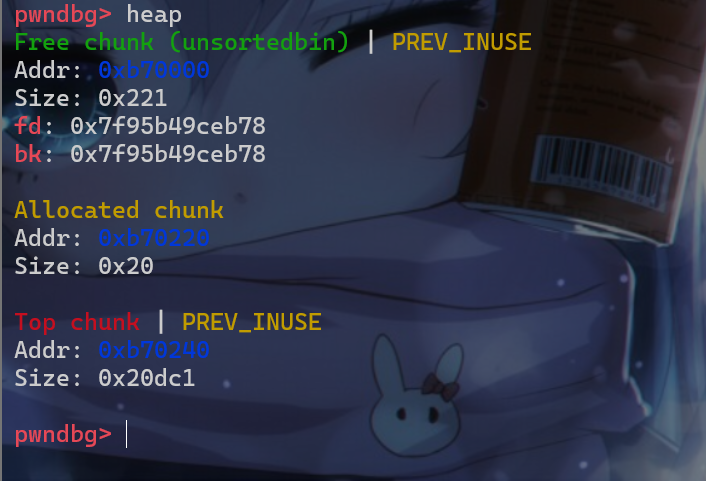 pwndbg> heap
Free chunk (unsortedbin) | PREV_INUSE
Addr: 0xb70000
Size: 0x221
fd: 0x7f95b49ceb78
bk: 0x7f95b49ceb78
Allocated chunk
Addr: 0xb70220
Size: 0x20
Top chunk | PREV_INUSE
Addr: 0xb70240
Size: 0x20dc1
pwndbg>